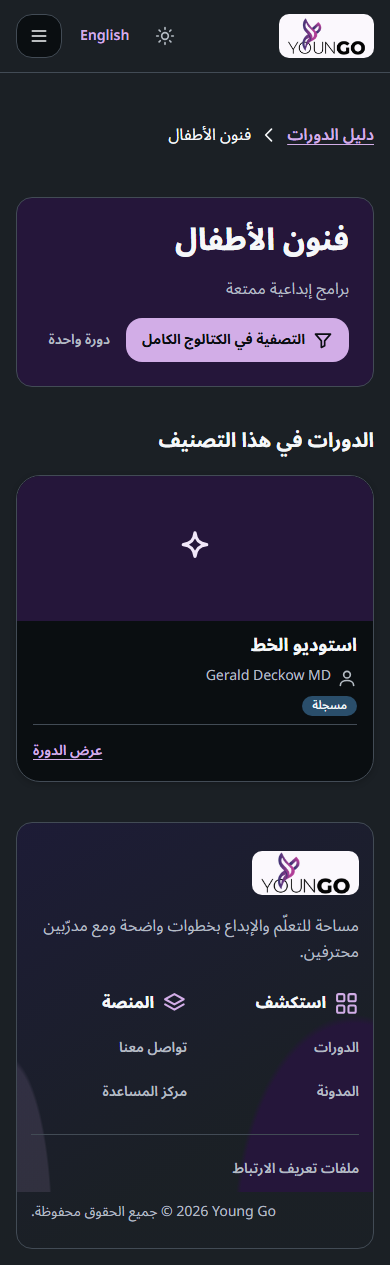 YOUNGO
English
دليل الدورات
فنون الأطفال
فنون الأطفال
برامج إبداعية ممتعة
التصفية في الكتالوج الكامل
دورة واحدة
الدورات في هذا التصنيف
استوديو الخط
Gerald Deckow MD
مسجلة
عرض الدورة
YOUNGO
مساحة للتعلّم والإبداع بخطوات واضحة ومع مدرّبين
محترفين.
استكشف
المنصة
الدورات
تواصل معنا
المدونة
مركز المساعدة
ملفات تعريف الارتباط
Young Go 2026 © جميع الحقوق محفوظة.